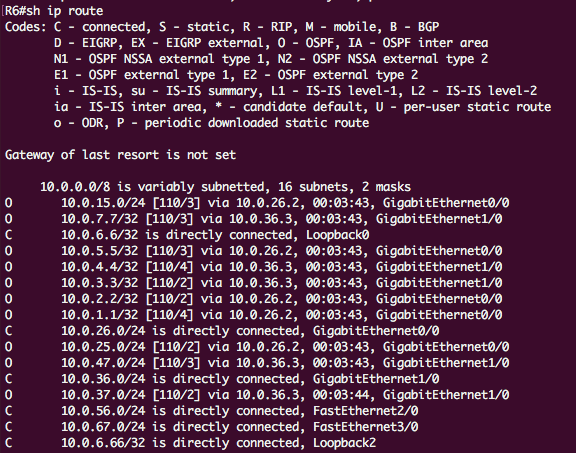 R6#sh ip route
Codes: C - connected, S - static, R - RIP, M - mobile, B - BGP
D - EIGRP, EX - EIGRP external, O - OSPF, IA - OSPF inter area
N1 - OSPF NSSA external type 1, N2 - OSPF NSSA external type 2
E1 - OSPF external type 1, E2 - OSPF external type 2
i - IS-IS, su - IS-IS summary, L1 - IS-IS level-1, L2 - IS-IS level-2
ia - IS-IS inter area, * - candidate default, U - per-user static route
o - ODR, P - periodic downloaded static route
Gateway of last resort is not set
10.0.0.0/8 is variably subnetted, 16 subnets, 2 masks
O 10.0.15.0/24 [110/3] via 10.0.26.2, 00:03:43, GigabitEthernet0/0
O 10.0.7.7/32 [110/3] via 10.0.36.3, 00:03:43, GigabitEthernet1/0
C 10.0.6.6/32 is directly connected, Loopback0
O 10.0.5.5/32 [110/3] via 10.0.26.2, 00:03:43, GigabitEthernet0/0
O 10.0.4.4/32 [110/4] via 10.0.36.3, 00:03:43, GigabitEthernet1/0
O 10.0.3.3/32 [110/2] via 10.0.36.3, 00:03:43, GigabitEthernet1/0
O 10.0.2.2/32 [110/2] via 10.0.26.2, 00:03:43, GigabitEthernet0/0
O 10.0.1.1/32 [110/4] via 10.0.26.2, 00:03:43, GigabitEthernet0/0
C 10.0.26.0/24 is directly connected, GigabitEthernet0/0
O 10.0.25.0/24 [110/2] via 10.0.26.2, 00:03:43, GigabitEthernet0/0
O 10.0.47.0/24 [110/3] via 10.0.36.3, 00:03:43, GigabitEthernet1/0
C 10.0.36.0/24 is directly connected, GigabitEthernet1/0
O 10.0.37.0/24 [110/2] via 10.0.36.3, 00:03:44, GigabitEthernet1/0
C 10.0.56.0/24 is directly connected, FastEthernet2/0
C 10.0.67.0/24 is directly connected, FastEthernet3/0
C 10.0.6.66/32 is directly connected, Loopback2